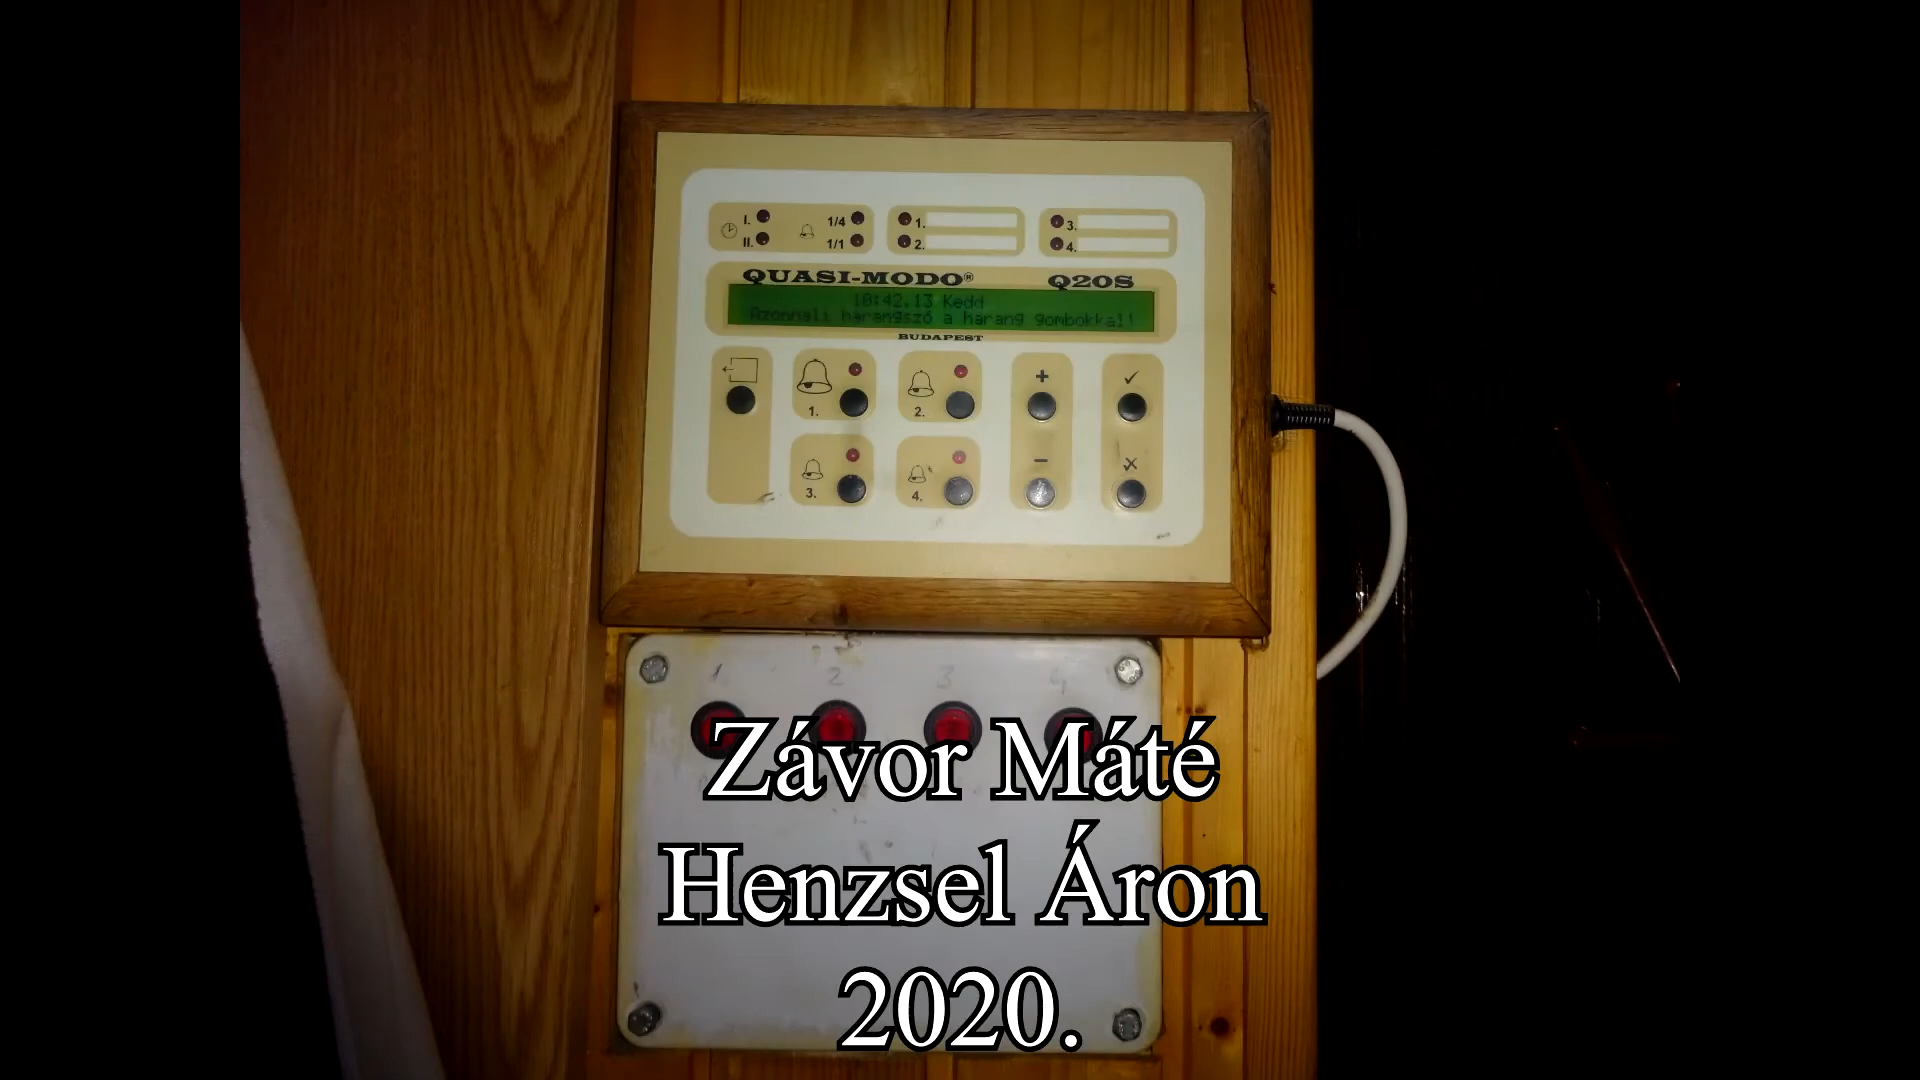 I. 1/4 1. 3.
II. 1/1 2. 4.
QUASI-MODO® Q20S
10:42.13 Kedd
Azonnali harangszó a harang gombokkal!
BUDAPEST
+ ✓
1. 2.
− ✗
3. 4.
1 2 3 4
Závor Máté
Henzsel Áron
2020.